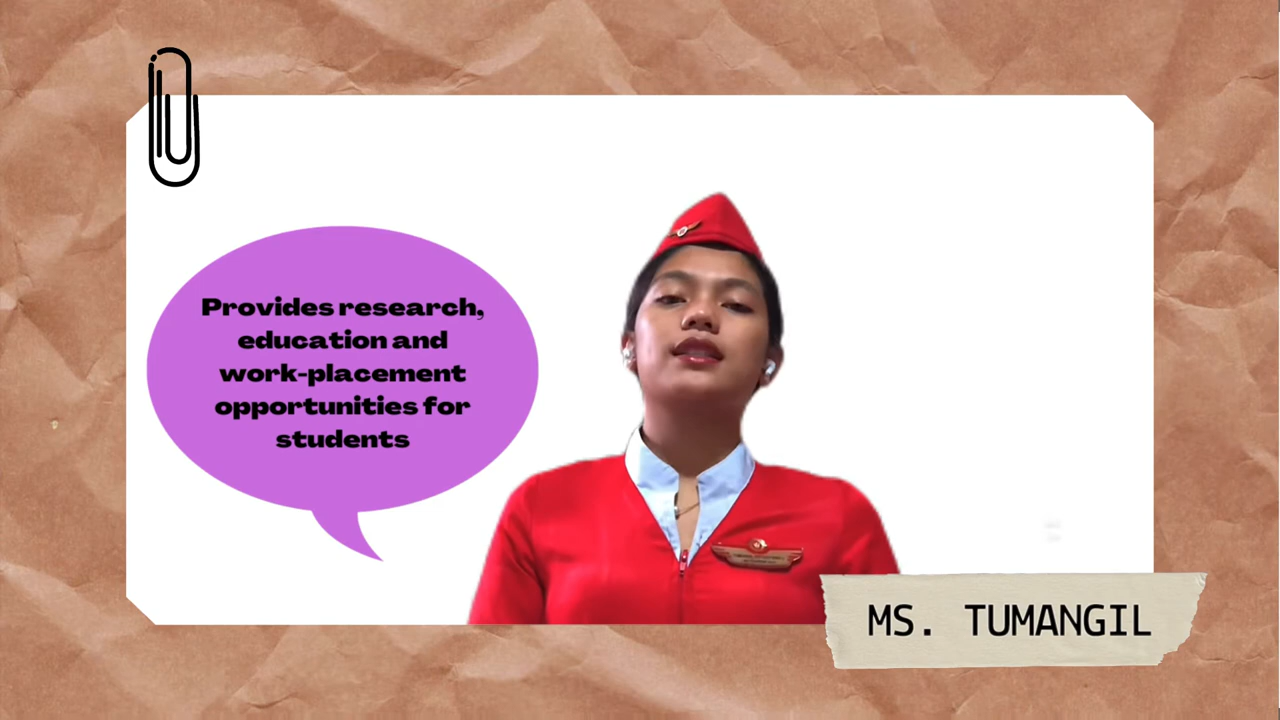 Provides research,
education and
work-placement
opportunities for
students
MS. TUMANGIL